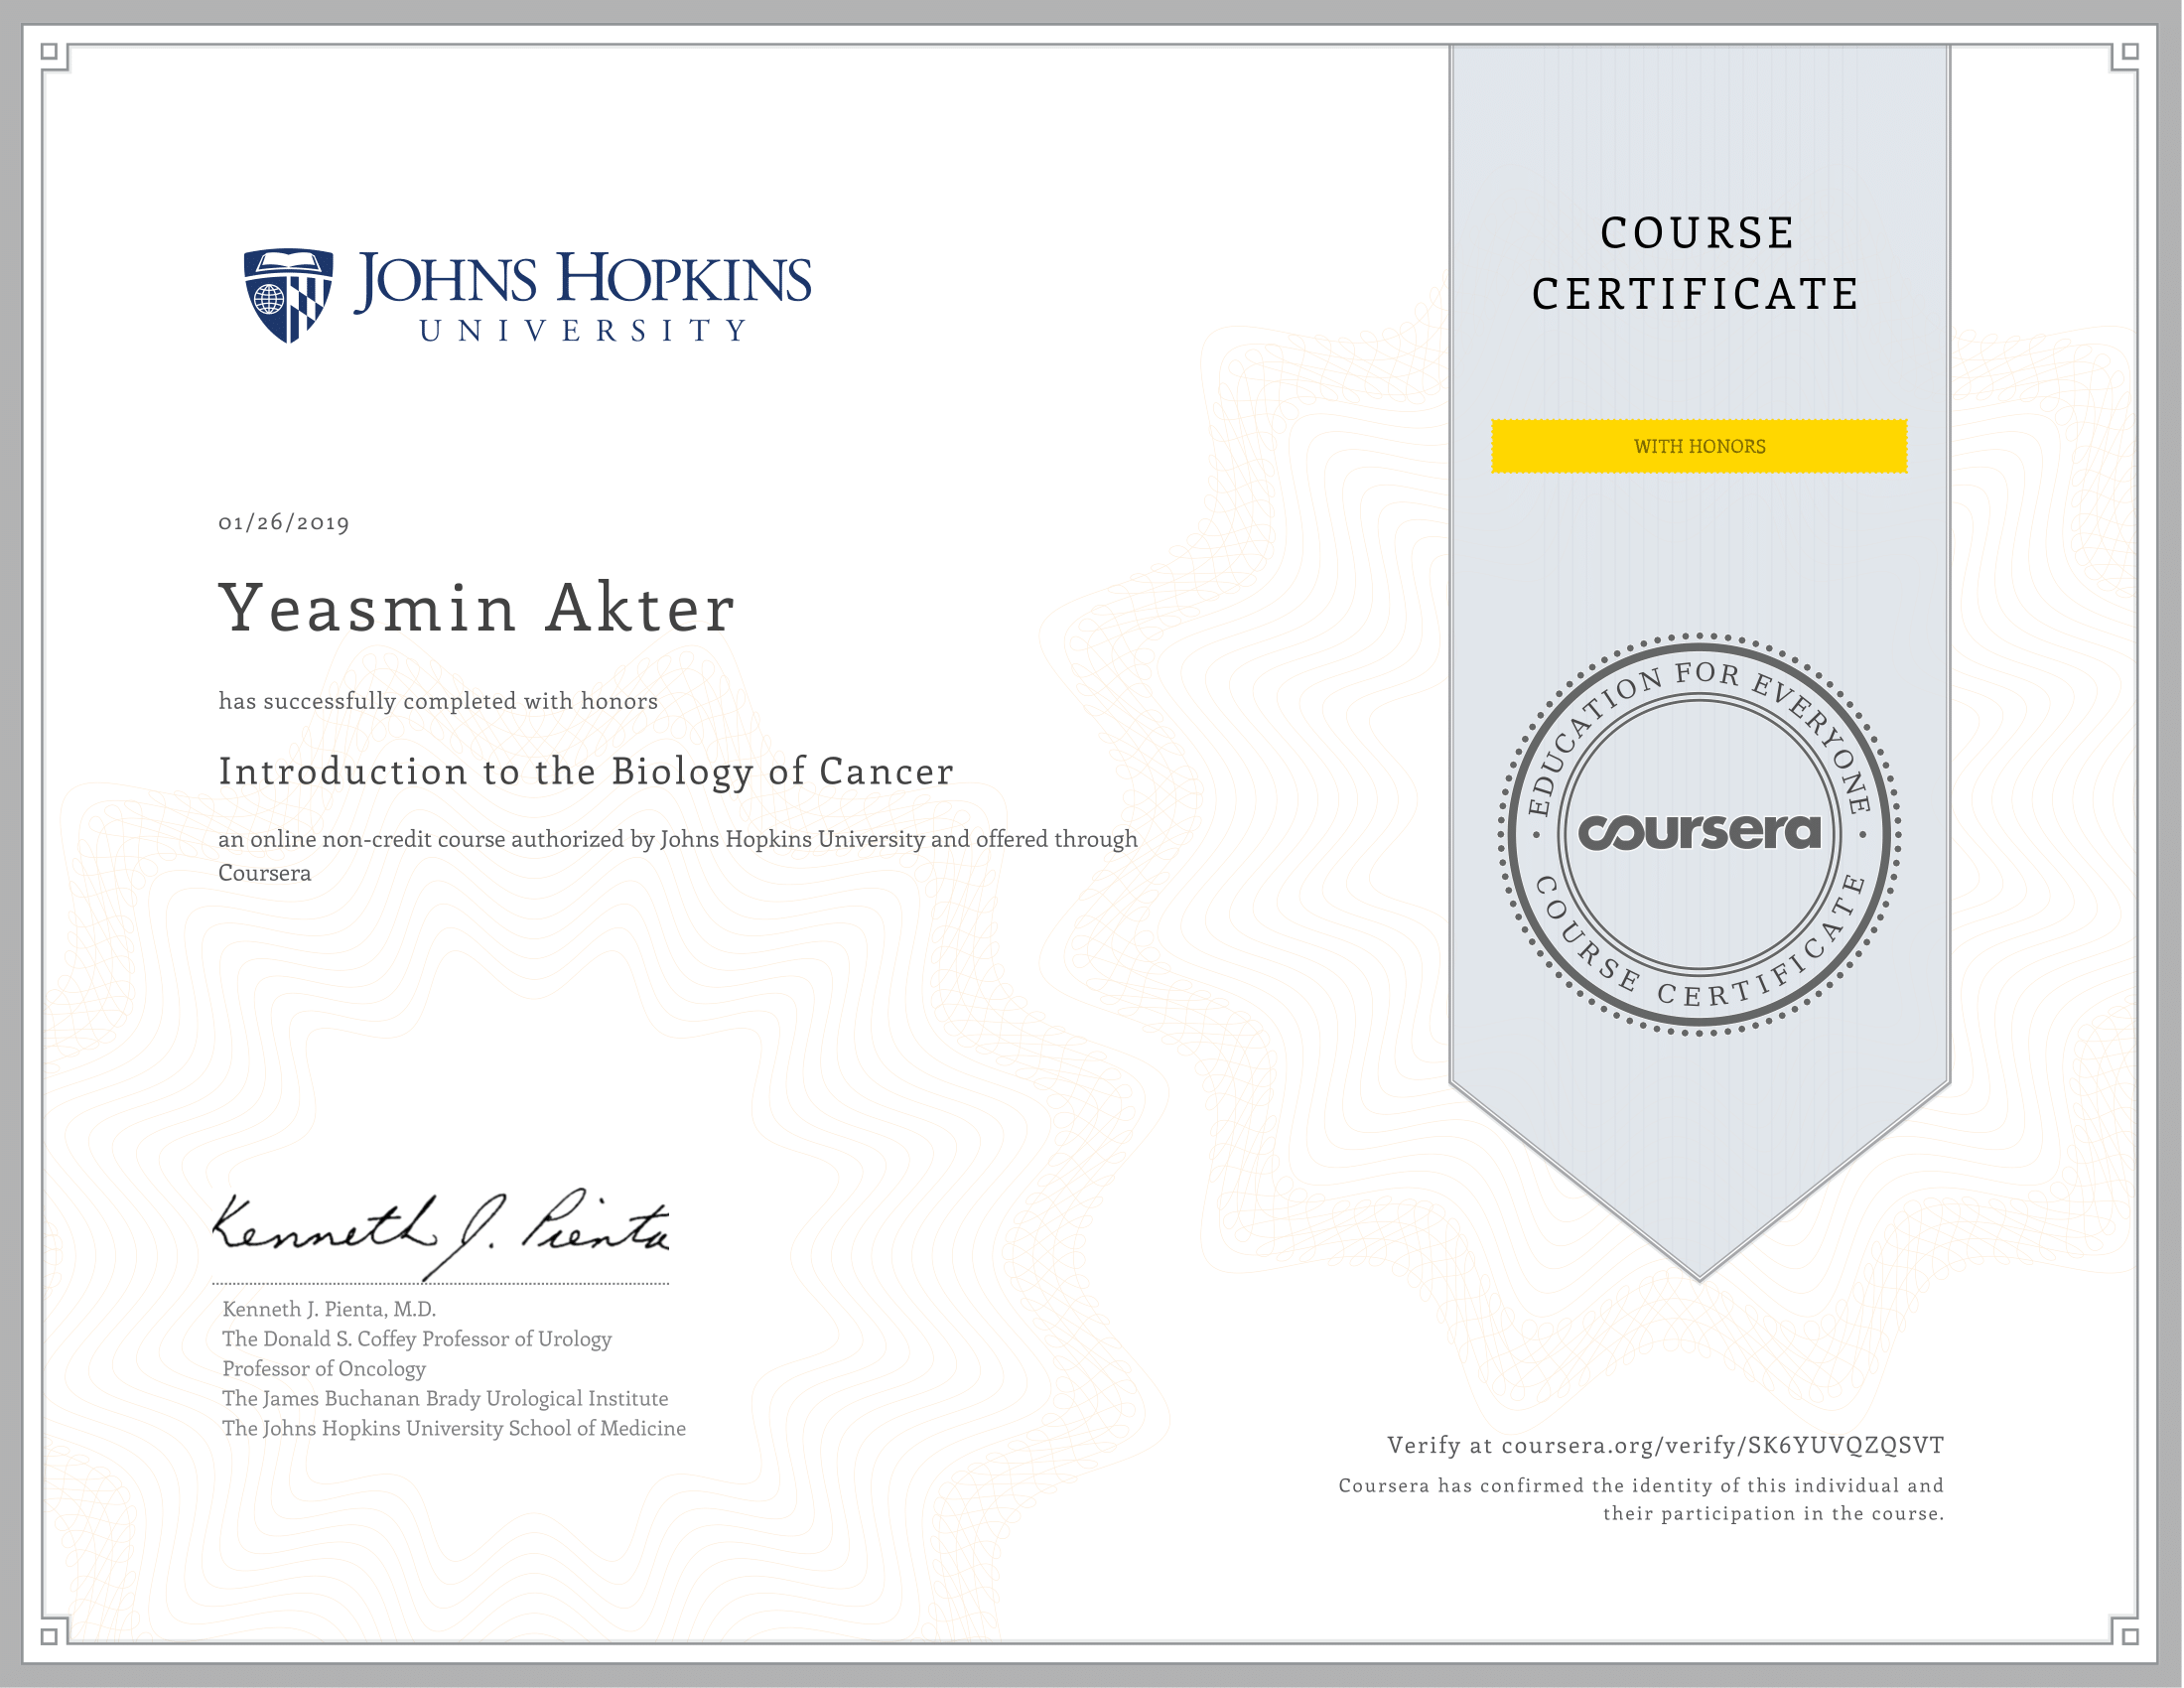 JOHNS HOPKINS
UNIVERSITY
01/26/2019
Yeasmin Akter
has successfully completed with honors
Introduction to the Biology of Cancer
an online non-credit course authorized by Johns Hopkins University and offered through
Coursera
Kenneth J. Pienta
Kenneth J. Pienta, M.D.
The Donald S. Coffey Professor of Urology
Professor of Oncology
The James Buchanan Brady Urological Institute
The Johns Hopkins University School of Medicine
COURSE
CERTIFICATE
WITH HONORS
EDUCATION FOR EVERYONE
coursera
COURSE CERTIFICATE
Verify at coursera.org/verify/SK6YUVQZQSVT
Coursera has confirmed the identity of this individual and
their participation in the course.